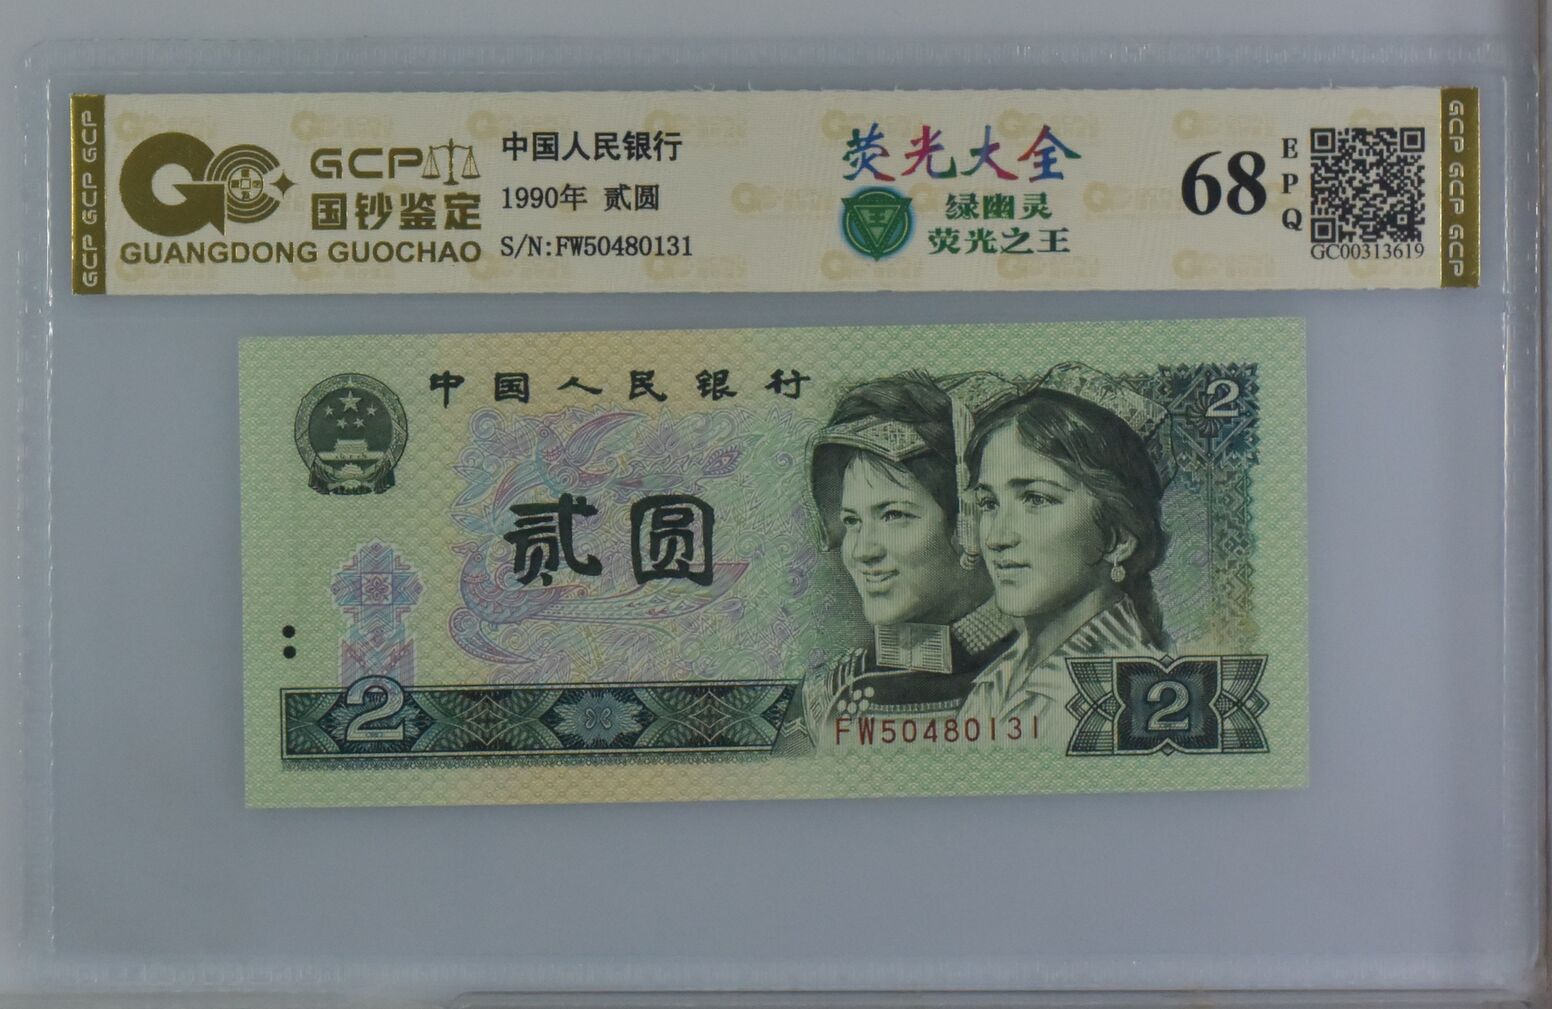 GCP
国钞鉴定
GUANGDONG GUOCHAO
中国人民银行
1990年 贰圆
S/N:FW50480131
荧光大全
绿幽灵
荧光之王
王
68
EPQ
GC00313619
GCP GCP GCP
GCP GCP GCP
中国人民银行
2
贰圆
2
FW50480131
2